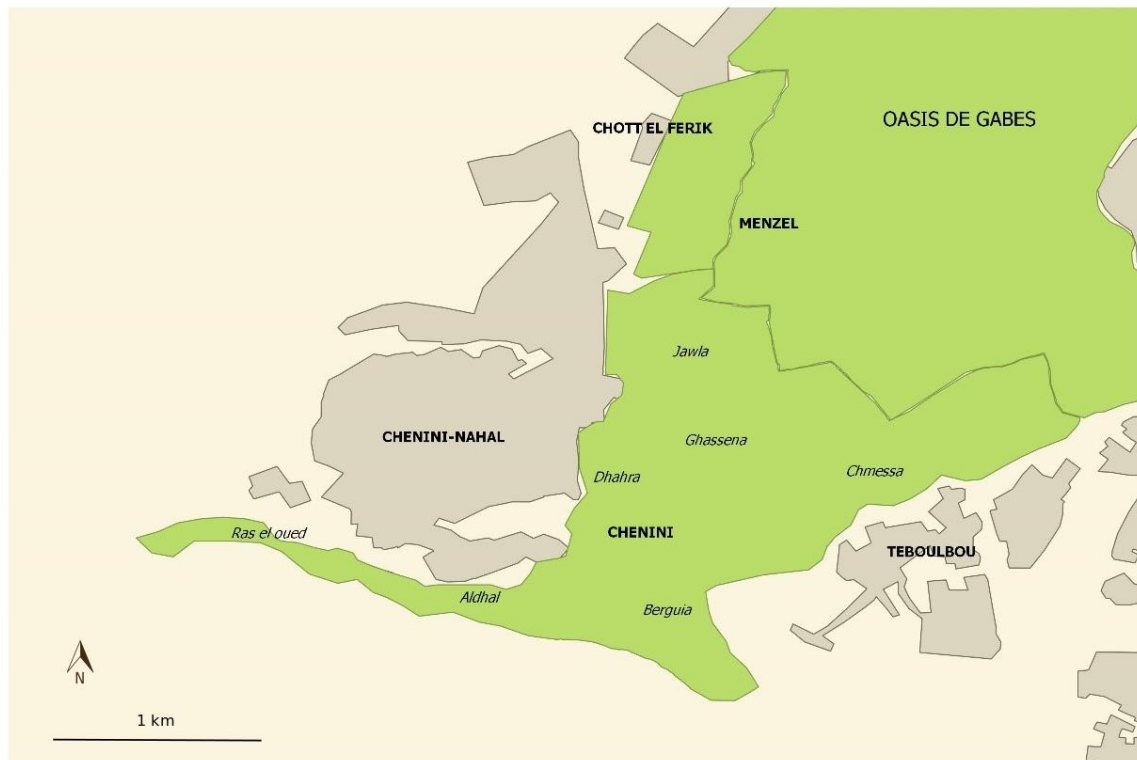 OASIS DE GABES
CHOTT EL FERIK
MENZEL
Jawla
CHENINI-NAHAL
Ghassena
Chmessa
Dhahra
Ras el oued
CHENINI
TEBOULBOU
Aldhal
Berguia
N
1 km